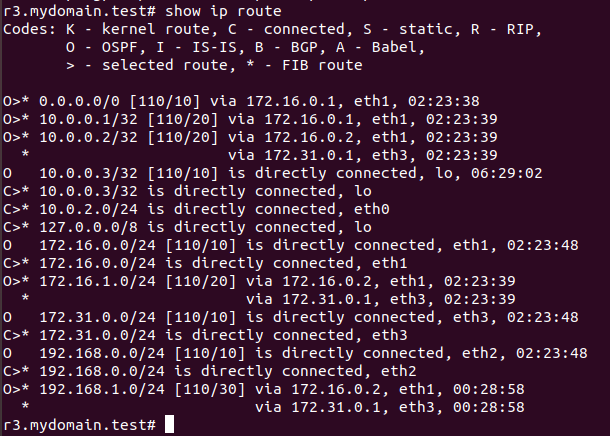 r3.mydomain.test# show ip route
Codes: K - kernel route, C - connected, S - static, R - RIP,
       O - OSPF, I - IS-IS, B - BGP, A - Babel,
       > - selected route, * - FIB route

O>* 0.0.0.0/0 [110/10] via 172.16.0.1, eth1, 02:23:38
O>* 10.0.0.1/32 [110/20] via 172.16.0.1, eth1, 02:23:39
O>* 10.0.0.2/32 [110/20] via 172.16.0.2, eth1, 02:23:39
  *                      via 172.31.0.1, eth3, 02:23:39
O   10.0.0.3/32 [110/10] is directly connected, lo, 06:29:02
C>* 10.0.0.3/32 is directly connected, lo
C>* 10.0.2.0/24 is directly connected, eth0
C>* 127.0.0.0/8 is directly connected, lo
O   172.16.0.0/24 [110/10] is directly connected, eth1, 02:23:48
C>* 172.16.0.0/24 is directly connected, eth1
O>* 172.16.1.0/24 [110/20] via 172.16.0.2, eth1, 02:23:39
  *                        via 172.31.0.1, eth3, 02:23:39
O   172.31.0.0/24 [110/10] is directly connected, eth3, 02:23:48
C>* 172.31.0.0/24 is directly connected, eth3
O   192.168.0.0/24 [110/10] is directly connected, eth2, 02:23:48
C>* 192.168.0.0/24 is directly connected, eth2
O>* 192.168.1.0/24 [110/30] via 172.16.0.2, eth1, 00:28:58
  *                         via 172.31.0.1, eth3, 00:28:58
r3.mydomain.test#